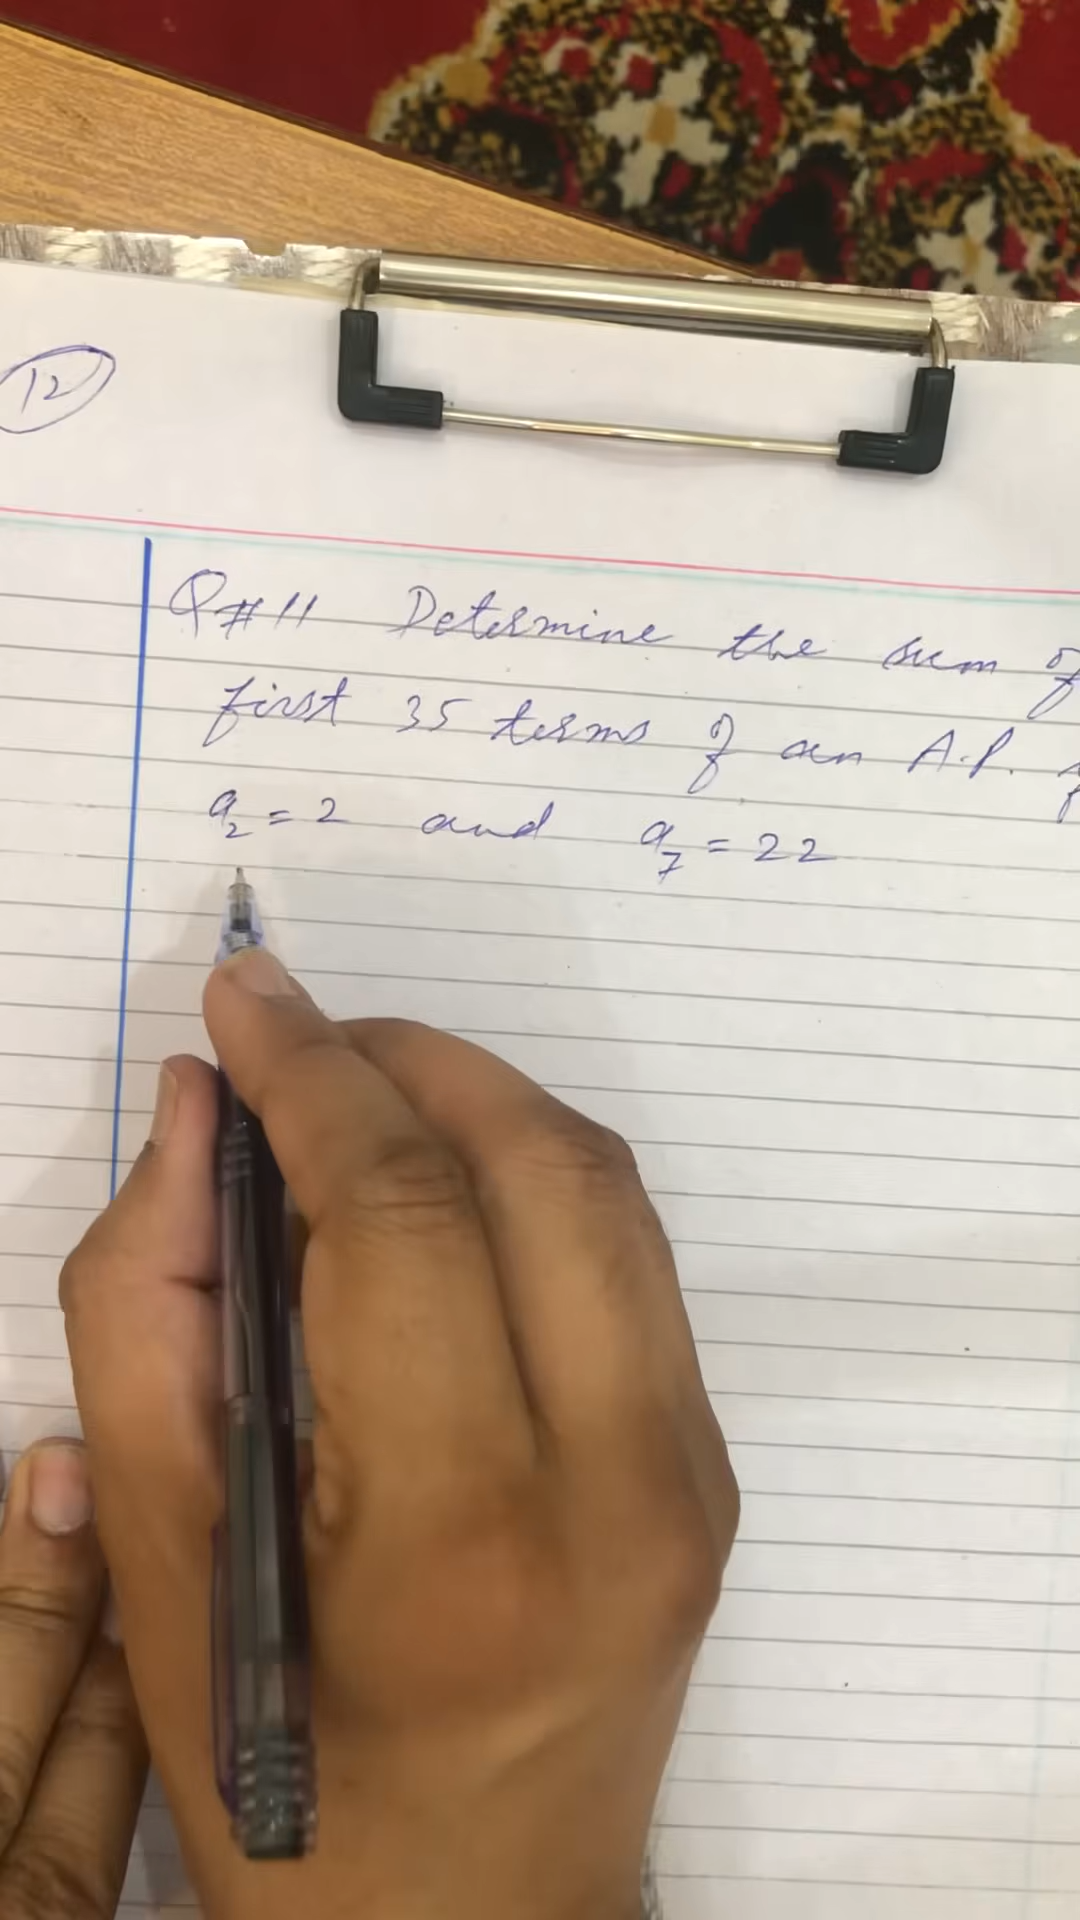 12
Q#11 Determine the sum of
first 35 terms of an A.P.
a₂ = 2 and a₇ = 22